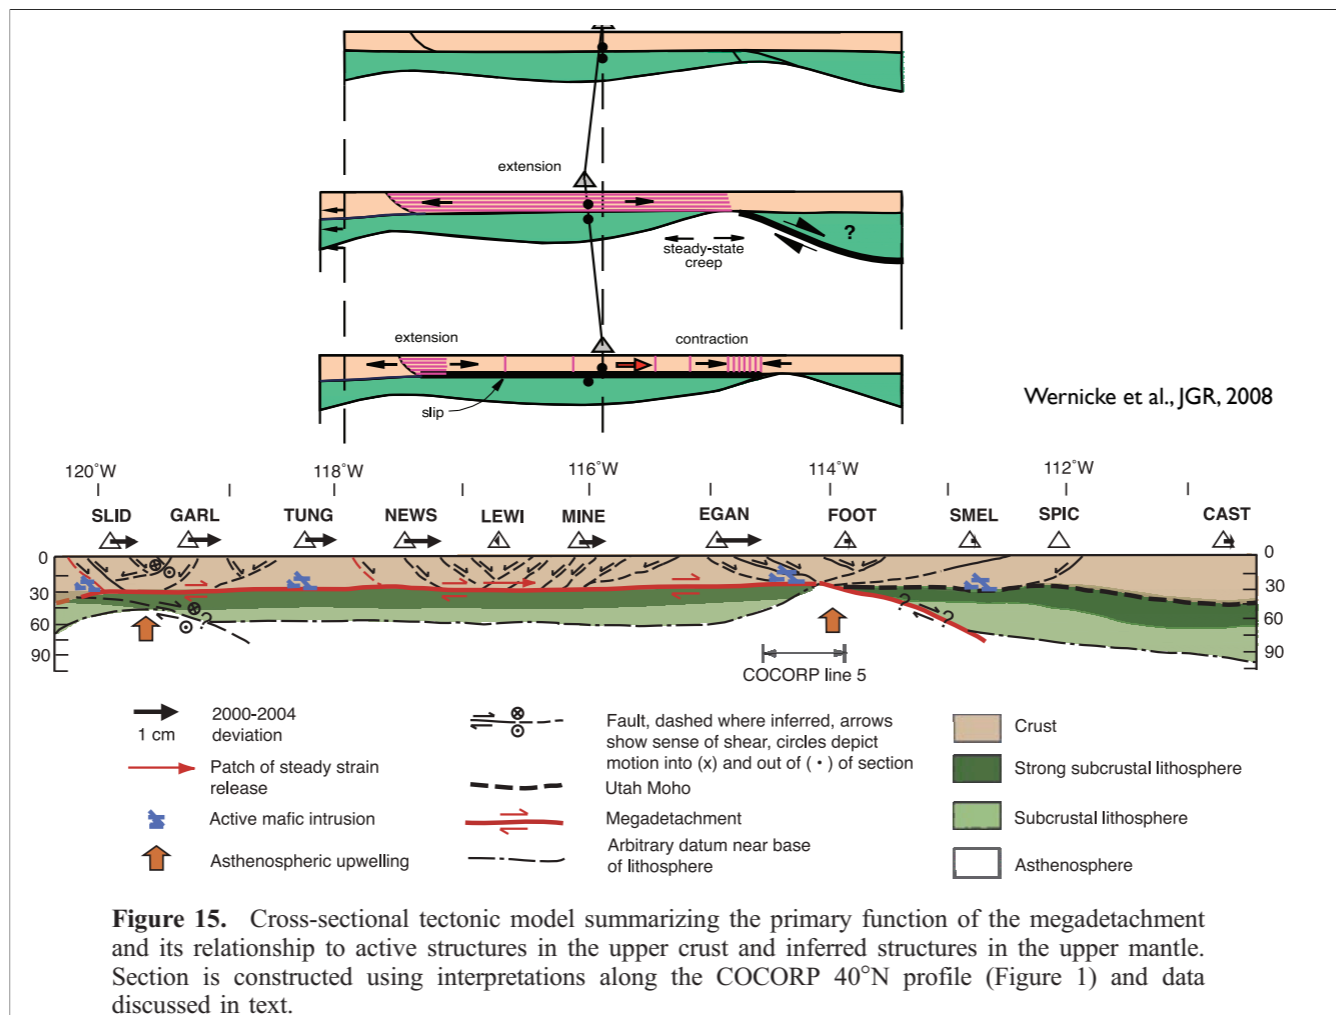 extension
?
steady-state
creep
extension
contraction
slip
Wernicke et al., JGR, 2008
120°W 118°W 116°W 114°W 112°W
SLID GARL TUNG NEWS LEWI MINE EGAN FOOT SMEL SPIC CAST
0 0
30 30
60 60
90 90
? ? ?
COCORP line 5
1 cm
2000-2004
deviation
Patch of steady strain
release
Active mafic intrusion
Asthenospheric upwelling
Fault, dashed where inferred, arrows
show sense of shear, circles depict
motion into (x) and out of ( • ) of section
Utah Moho
Megadetachment
Arbitrary datum near base
of lithosphere
Crust
Strong subcrustal lithosphere
Subcrustal lithosphere
Asthenosphere
Figure 15. Cross-sectional tectonic model summarizing the primary function of the megadetachment
and its relationship to active structures in the upper crust and inferred structures in the upper mantle.
Section is constructed using interpretations along the COCORP 40°N profile (Figure 1) and data
discussed in text.